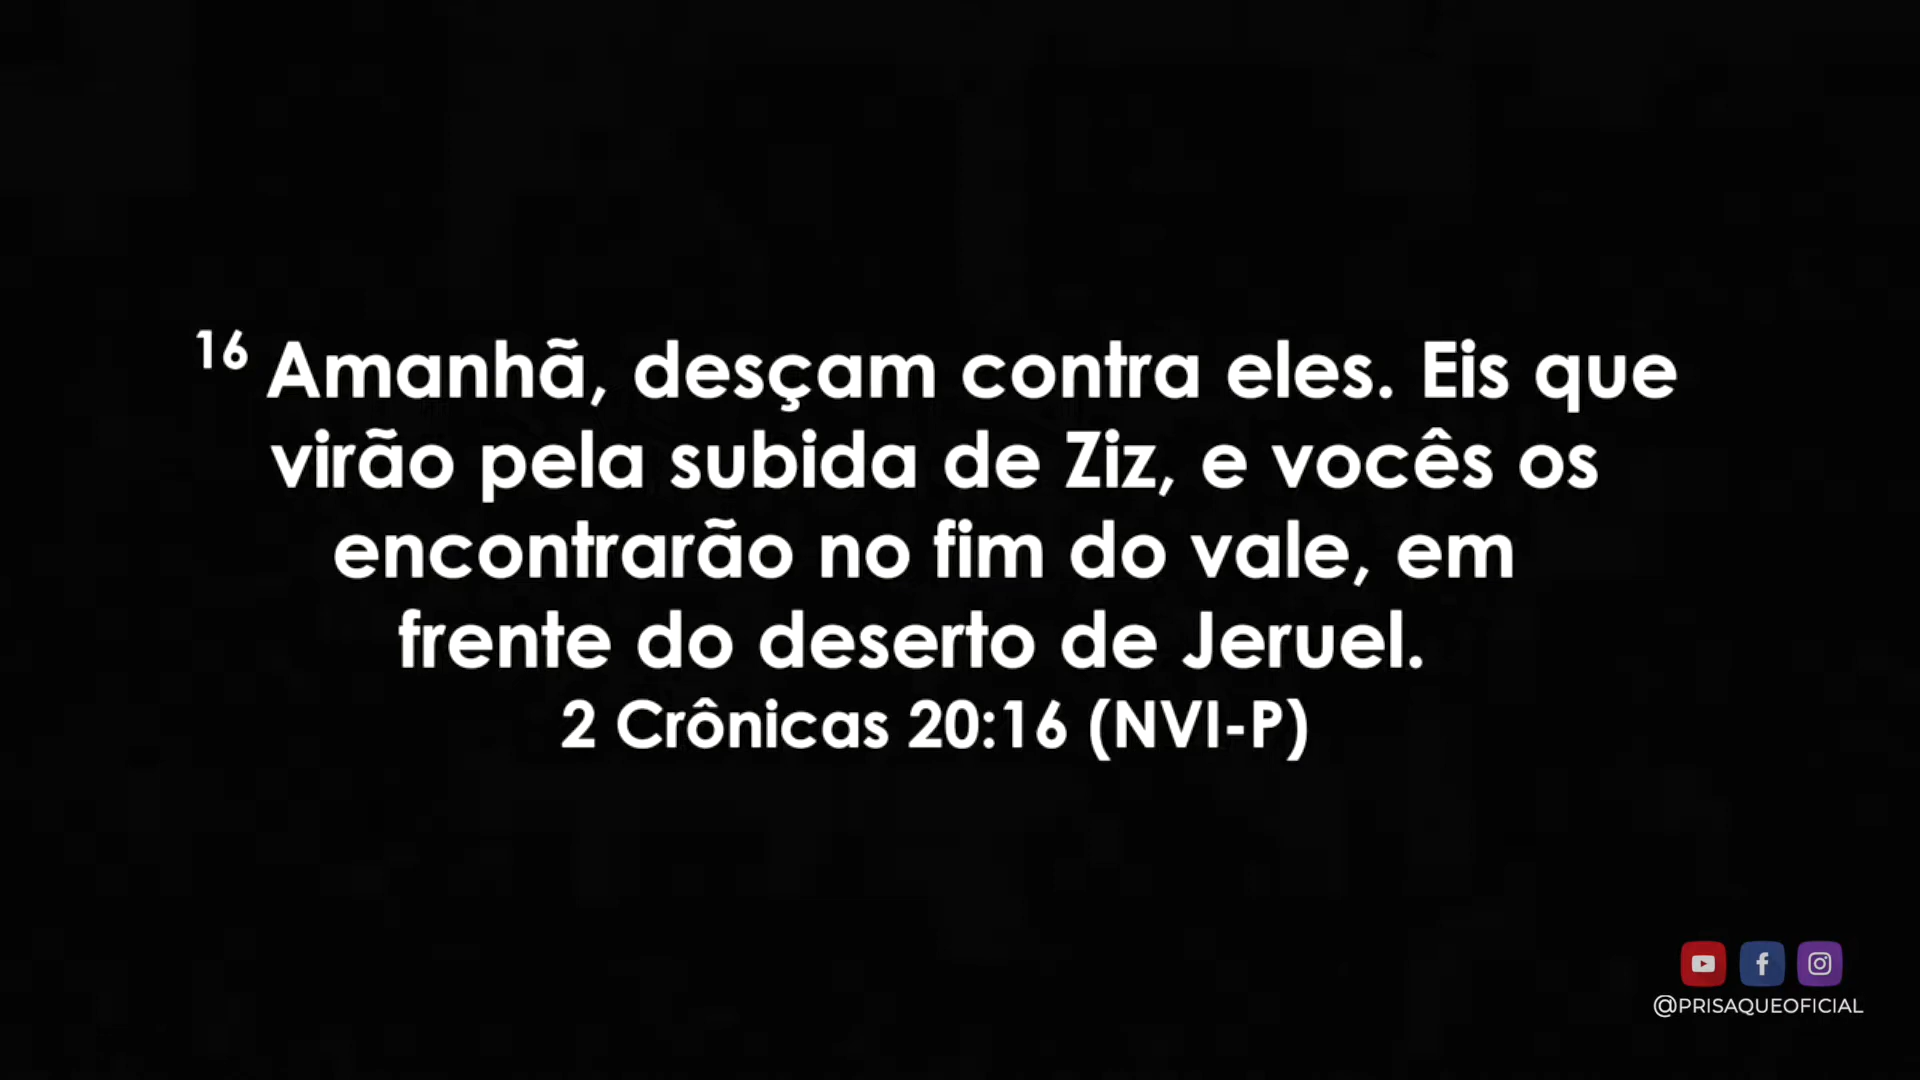 16 Amanhã, desçam contra eles. Eis que
virão pela subida de Ziz, e vocês os
encontrarão no fim do vale, em
frente do deserto de Jeruel.
2 Crônicas 20:16 (NVI-P)
@PRISAQUEOFICIAL